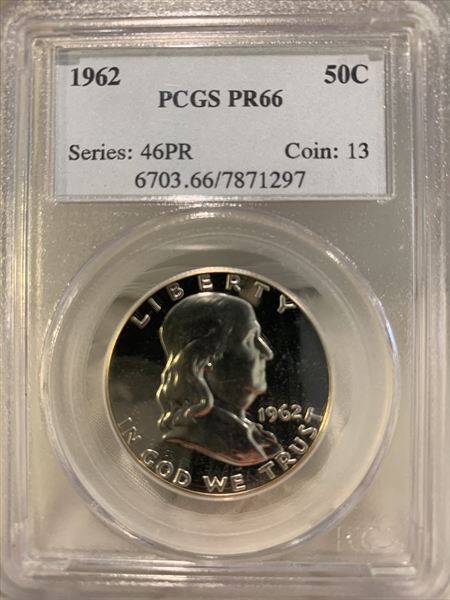 1962 50C
PCGS PR66
Series: 46PR Coin: 13
6703.66/7871297
LIBERTY
1962
IN GOD WE TRUST